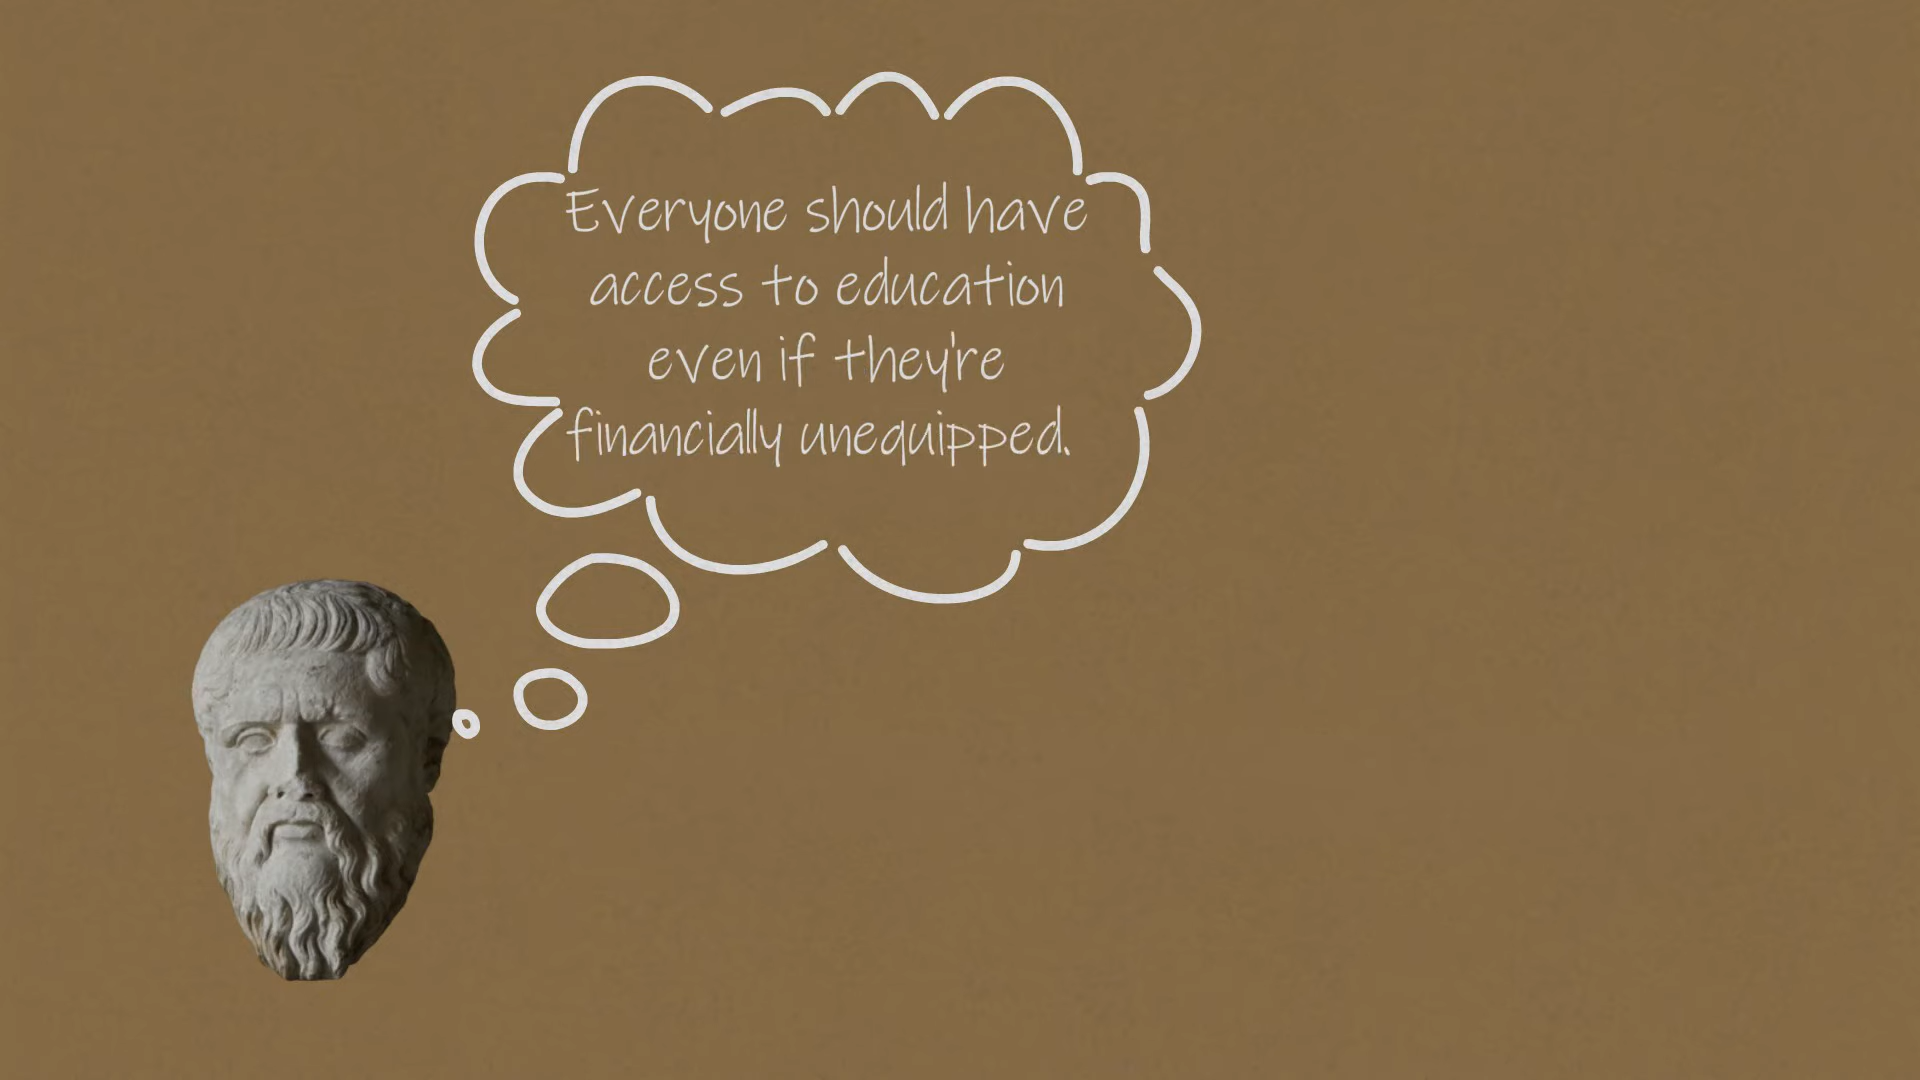 Everyone should have
access to education
even if they're
financially unequipped.